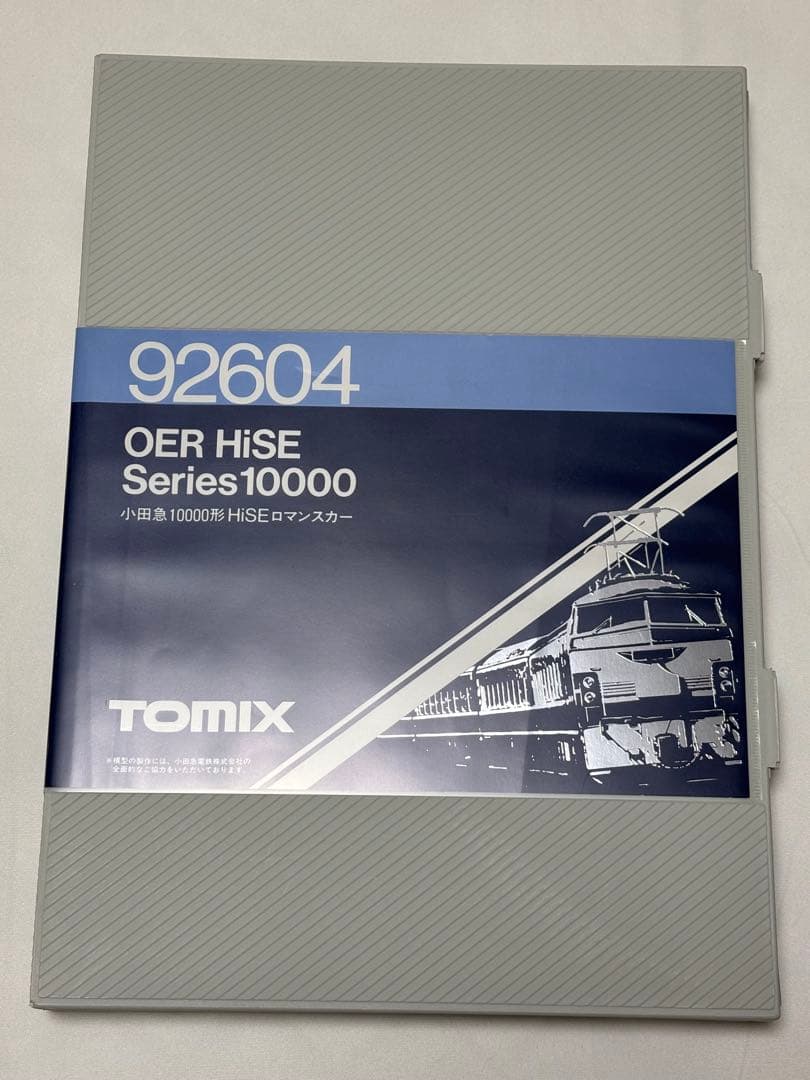 92604
OER HiSE
Series10000
小田急10000形HiSEロマンスカー
TOMIX
※模型の製作には、小田急電鉄株式会社の
全面的なご協力をいただいております。